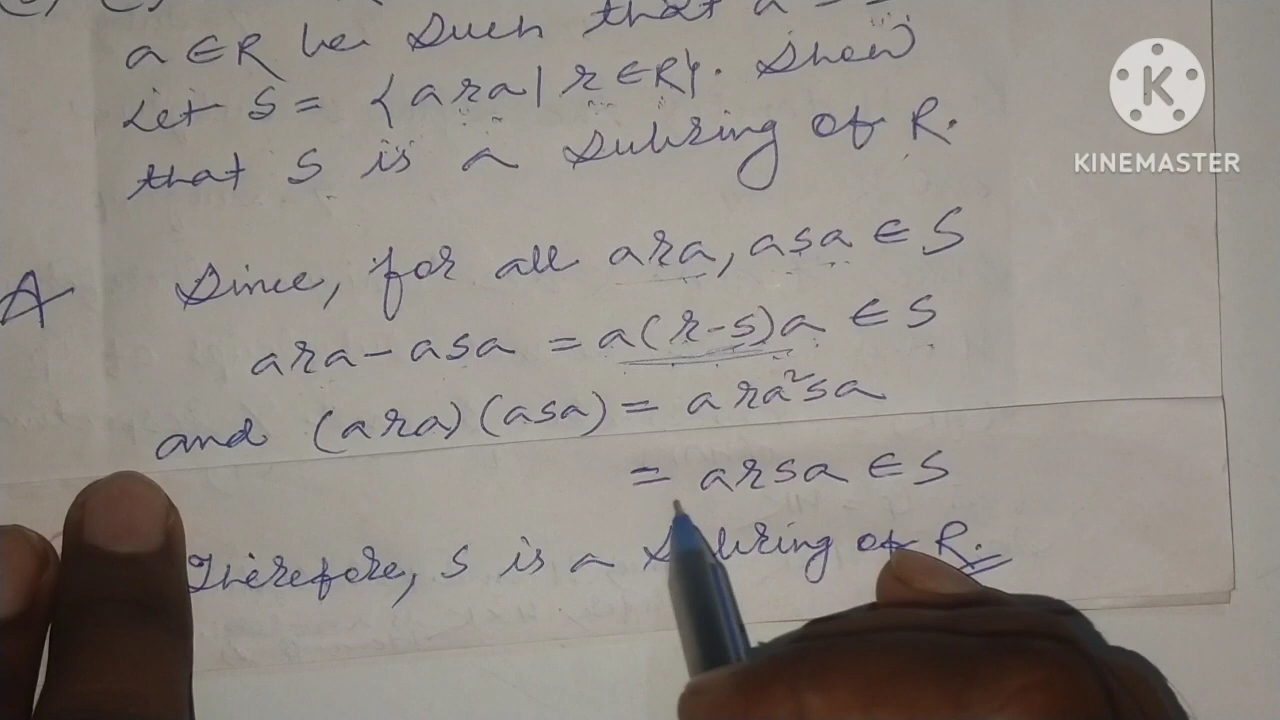 a ∈ R be such that a
Let S = {ara | r ∈ R}. Show
that S is a subring of R.
KINEMASTER
A Since, for all ara, asa ∈ S
ara - asa = a(r-s)a ∈ S
and (ara)(asa) = ara²sa
= arsa ∈ S
Therefore, S is a subring of R.